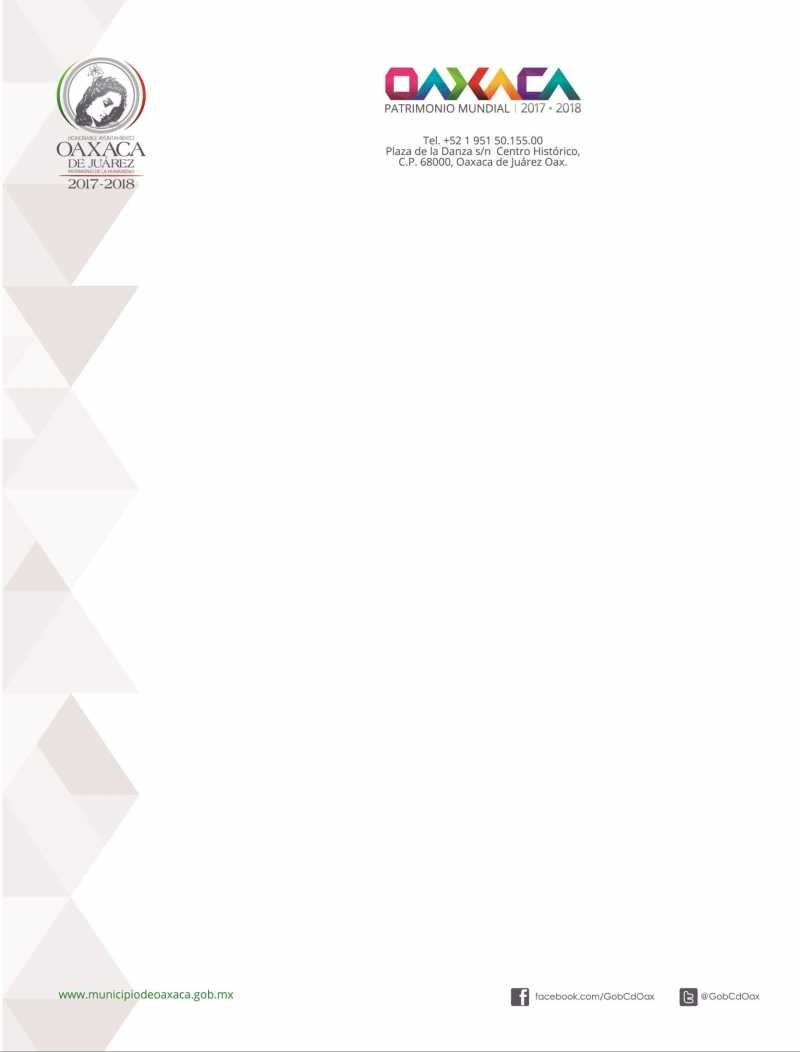 HONORABLE AYUNTAMIENTO
OAXACA
DE JUÁREZ
PATRIMONIO DE LA HUMANIDAD
2017-2018
OAXACA
PATRIMONIO MUNDIAL | 2017 • 2018
Tel. +52 1 951 50.155.00
Plaza de la Danza s/n Centro Histórico,
C.P. 68000, Oaxaca de Juárez Oax.
www.municipiodeoaxaca.gob.mx
facebook.com/GobCdOax
@GobCdOax